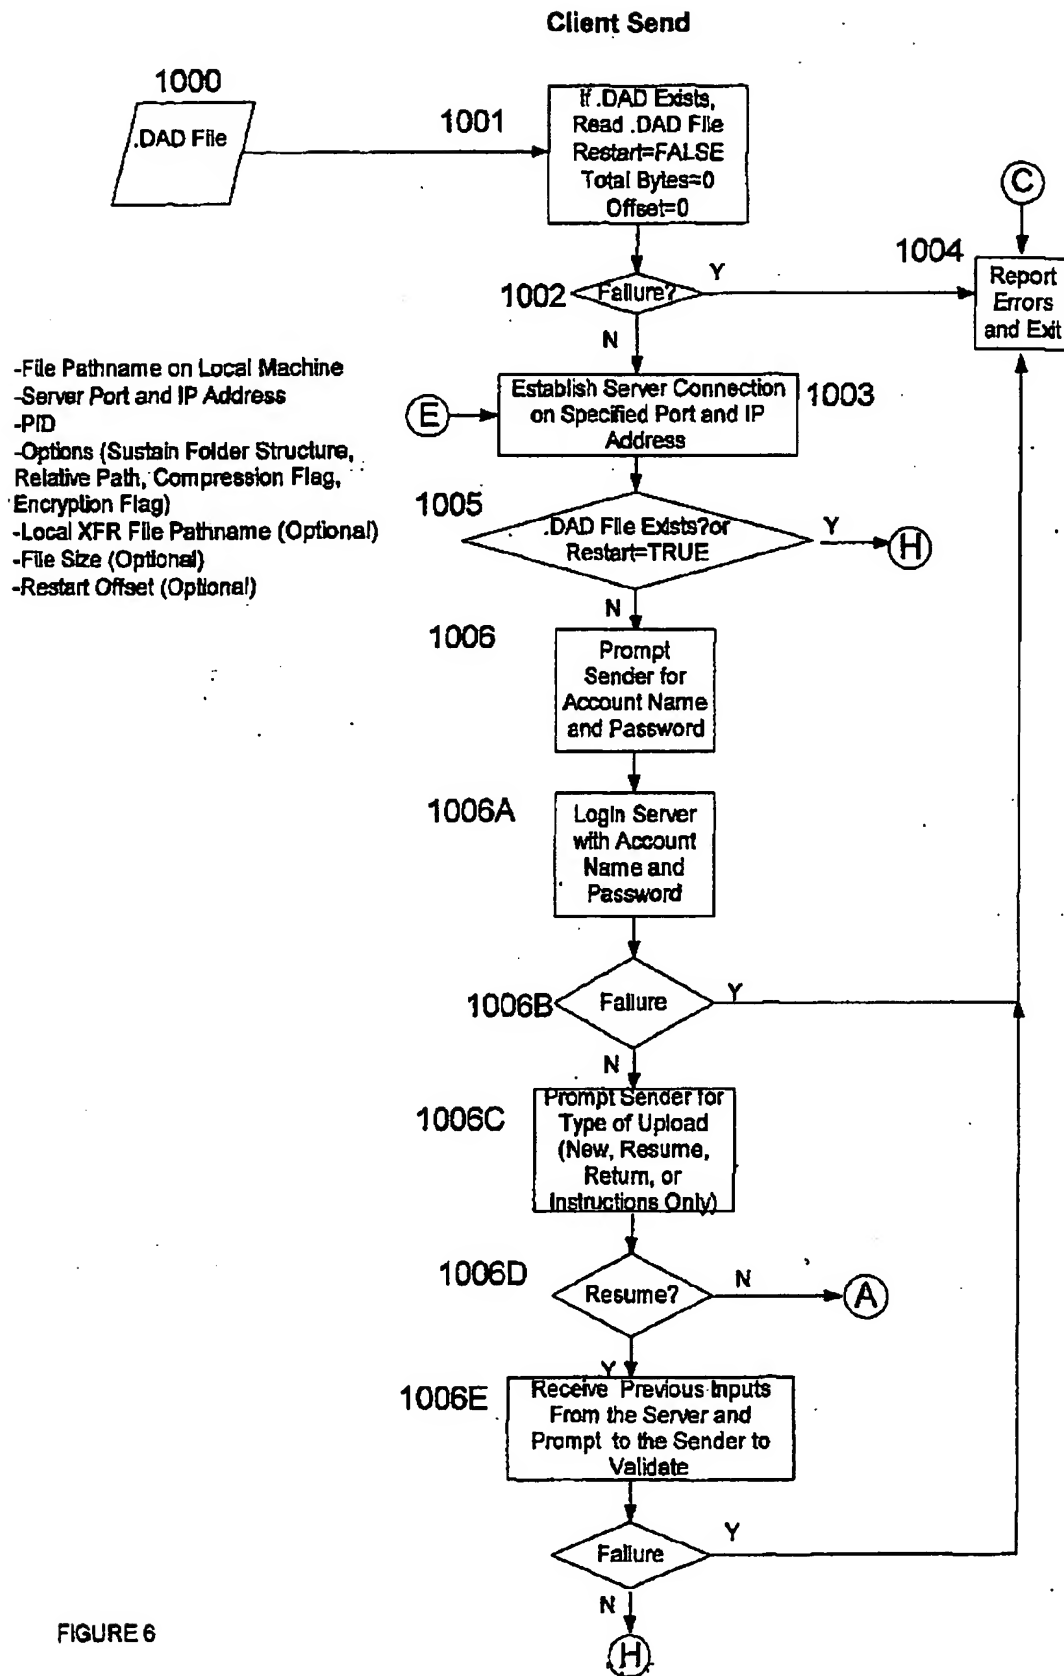 Client Send
1000
.DAD File
1001
If .DAD Exists,
Read .DAD File
Restart=FALSE
Total Bytes=0
Offset=0
C
1004
Report
Errors
and Exit
1002
Failure?
Y
N
-File Pathname on Local Machine
-Server Port and IP Address
-PID
-Options (Sustain Folder Structure,
Relative Path, Compression Flag,
Encryption Flag)
-Local XFR File Pathname (Optional)
-File Size (Optional)
-Restart Offset (Optional)
E
Establish Server Connection
on Specified Port and IP
Address
1003
1005
.DAD File Exists?or
Restart=TRUE
Y
H
N
1006
Prompt
Sender for
Account Name
and Password
1006A
Login Server
with Account
Name and
Password
1006B
Failure
Y
N
1006C
Prompt Sender for
Type of Upload
(New, Resume,
Return, or
Instructions Only)
1006D
Resume?
N
A
Y
1006E
Receive Previous Inputs
From the Server and
Prompt to the Sender to
Validate
Failure
Y
N
H
FIGURE 6